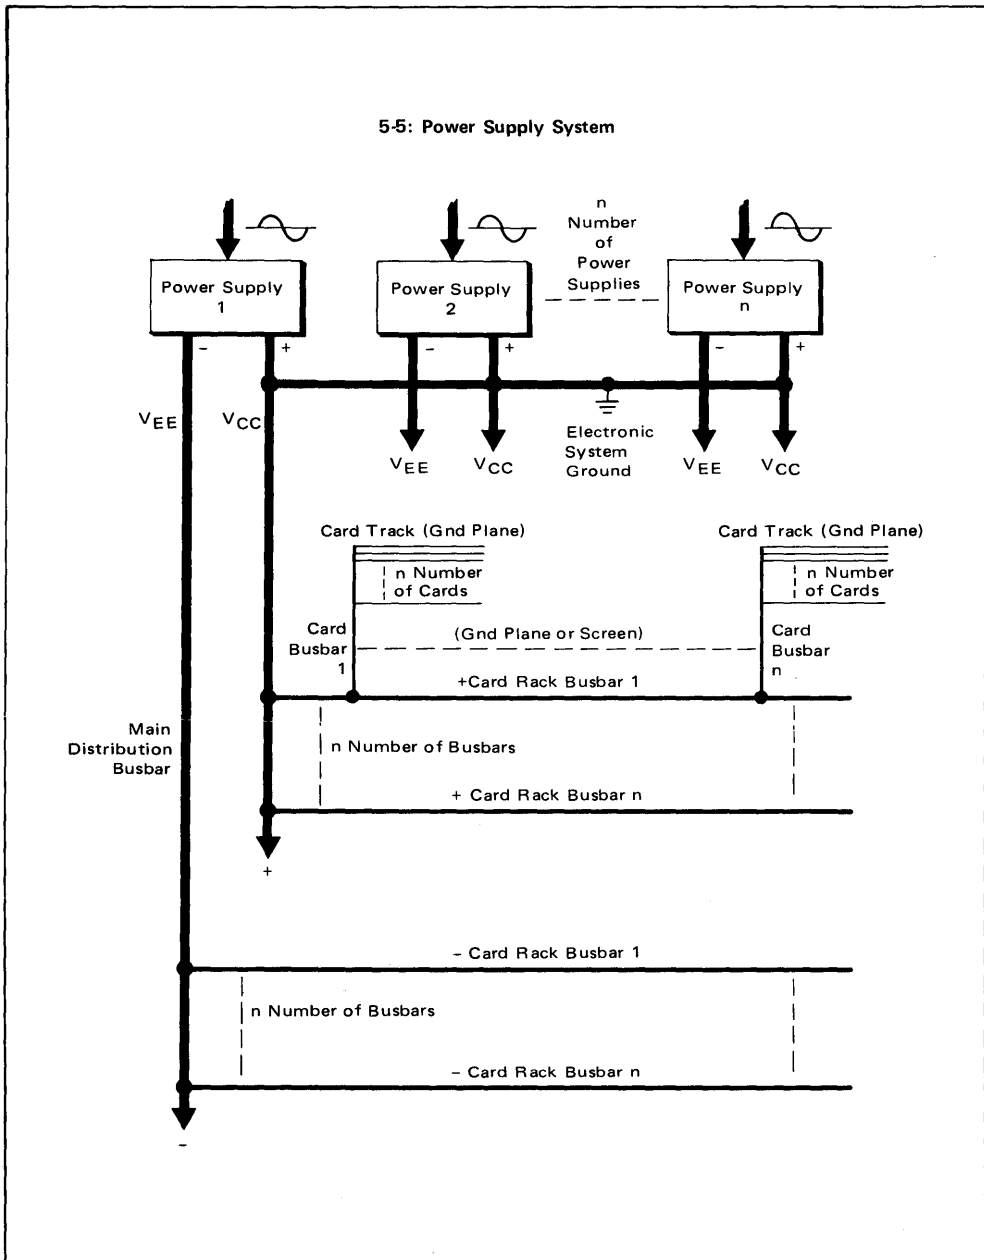 5-5: Power Supply System
n
Number
of
Power
Supplies
Power Supply
1
Power Supply
2
Power Supply
n
- +
- +
- +
VEE
VCC
VEE
VCC
Electronic
System
Ground
VEE
VCC
Card Track (Gnd Plane)
n Number
of Cards
Card Track (Gnd Plane)
n Number
of Cards
Card
Busbar
1
(Gnd Plane or Screen)
Card
Busbar
n
+Card Rack Busbar 1
Main
Distribution
Busbar
n Number of Busbars
+ Card Rack Busbar n
+
- Card Rack Busbar 1
n Number of Busbars
- Card Rack Busbar n
-